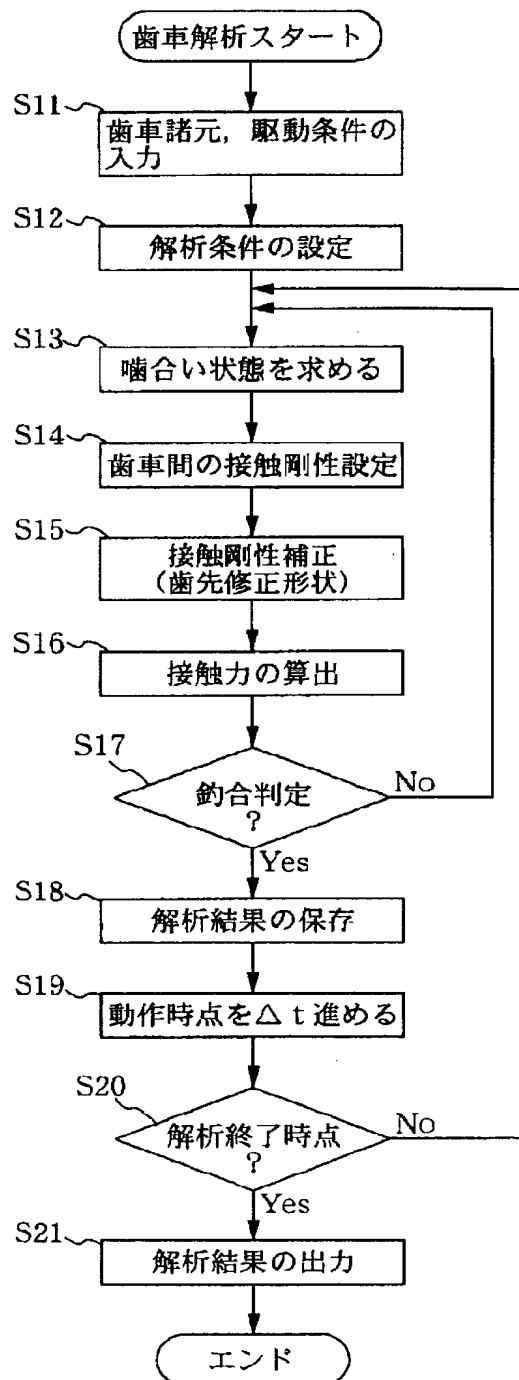 歯車解析スタート
S11
歯車諸元，駆動条件の
入力
S12
解析条件の設定
S13
噛合い状態を求める
S14
歯車間の接触剛性設定
S15
接触剛性補正
(歯先修正形状)
S16
接触力の算出
S17
釣合判定
?
No
Yes
S18
解析結果の保存
S19
動作時点を△t進める
S20
解析終了時点
?
No
Yes
S21
解析結果の出力
エンド